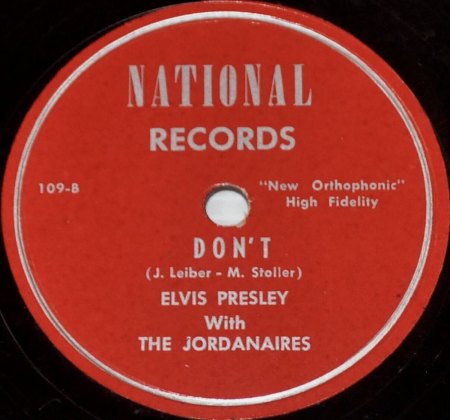 NATIONAL
RECORDS
109-B
"New Orthophonic"
High Fidelity
DON'T
(J. Leiber - M. Stoller)
ELVIS PRESLEY
With
THE JORDANAIRES